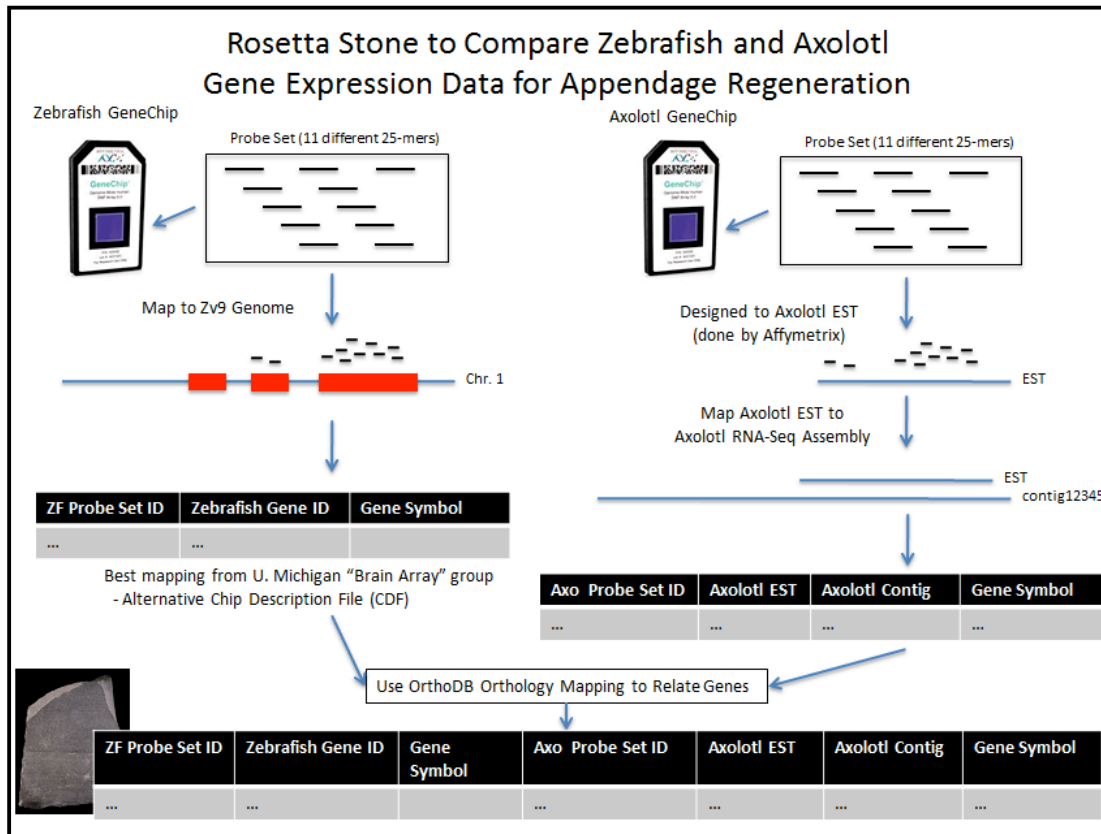 Rosetta Stone to Compare Zebrafish and Axolotl
Gene Expression Data for Appendage Regeneration
Zebrafish GeneChip
Probe Set (11 different 25-mers)
GeneChip
Map to Zv9 Genome
Chr. 1
ZF Probe Set ID Zebrafish Gene ID Gene Symbol
... ...
Best mapping from U. Michigan “Brain Array” group
- Alternative Chip Description File (CDF)
Axolotl GeneChip
Probe Set (11 different 25-mers)
GeneChip
Designed to Axolotl EST
(done by Affymetrix)
EST
Map Axolotl EST to
Axolotl RNA-Seq Assembly
EST
contig12345
Axo Probe Set ID Axolotl EST Axolotl Contig Gene Symbol
... ... ... ...
Use OrthoDB Orthology Mapping to Relate Genes
ZF Probe Set ID Zebrafish Gene ID Gene Symbol Axo Probe Set ID Axolotl EST Axolotl Contig Gene Symbol
... ... ... ... ... ...